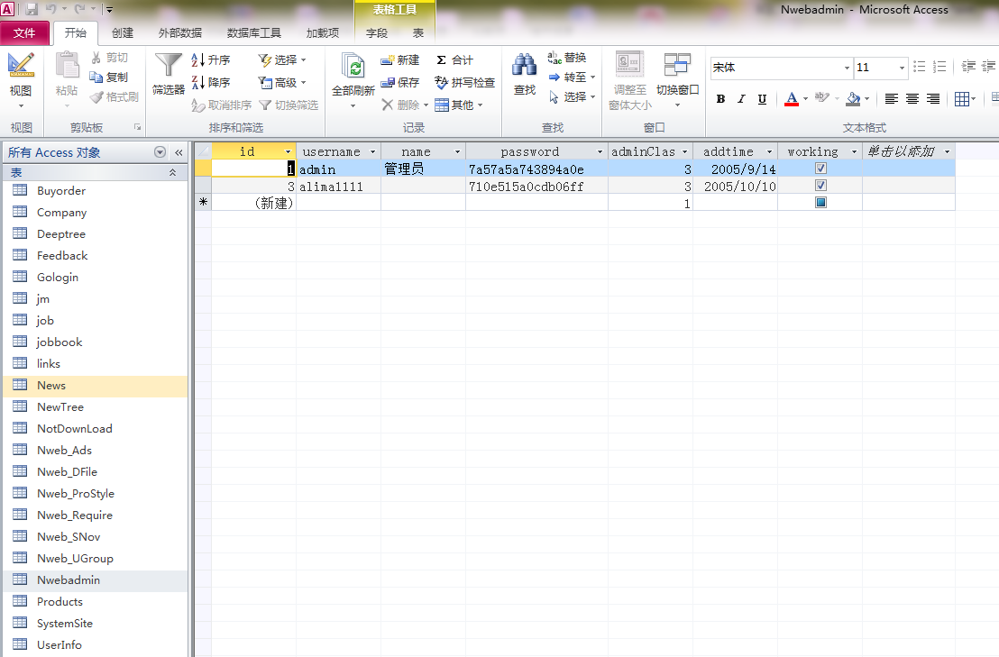 Nwebadmin - Microsoft Access
表格工具
文件 开始 创建 外部数据 数据库工具 加载项 字段 表
视图 粘贴 剪切 复制 格式刷
筛选器 升序 降序 取消排序 选择 高级 切换筛选
全部刷新 新建 保存 删除 合计 拼写检查 其他
查找 替换 转至 选择
调整至窗体大小 切换窗口
宋体 11
B I U A
视图 剪贴板 排序和筛选 记录 查找 窗口 文本格式
所有 Access 对象
表
Buyorder
Company
Deeptree
Feedback
Gologin
jm
job
jobbook
links
News
NewTree
NotDownLoad
Nweb_Ads
Nweb_DFile
Nweb_ProStyle
Nweb_Require
Nweb_SNov
Nweb_UGroup
Nwebadmin
Products
SystemSite
UserInfo
id username name password adminClas addtime working 单击以添加
1 admin 管理员 7a57a5a743894a0e 3 2005/9/14
3 alima1111 710e515a0cdb06ff 3 2005/10/10
* (新建) 1